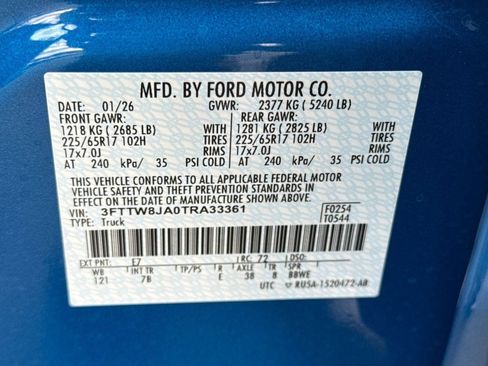 MFD. BY FORD MOTOR CO.
DATE: 01/26 GVWR: 2377 KG ( 5240 LB)
FRONT GAWR: REAR GAWR:
1218 KG ( 2685 LB) WITH 1281 KG ( 2825 LB) WITH
225/65R17 102H TIRES 225/65R17 102H TIRES
17x7.0J RIMS 17x7.0J RIMS
AT 240 kPa/ 35 PSI COLD AT 240 kPa/ 35 PSI COLD
THIS VEHICLE CONFORMS TO ALL APPLICABLE FEDERAL MOTOR
VEHICLE SAFETY AND THEFT PREVENTION STANDARDS IN EFFECT
ON THE DATE OF MANUFACTURE SHOWN ABOVE.
VIN: 3FTTW8JA0TRA33361 F0254
TYPE: Truck T0544
EXT PNT: E7 RC: 72 DSO:
WB INT TR TP/PS R AXLE TR SPR
121 7B E 38 8 BBWE
UTC RU5A-1520472-AB